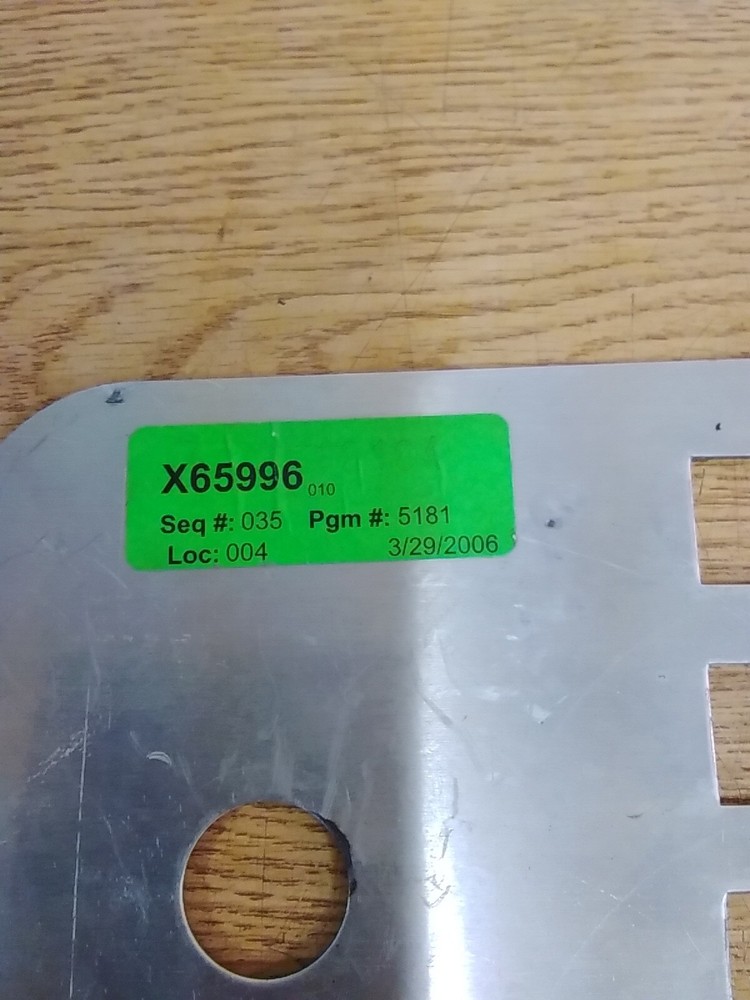 X65996 010
Seq #: 035 Pgm #: 5181
Loc: 004 3/29/2006